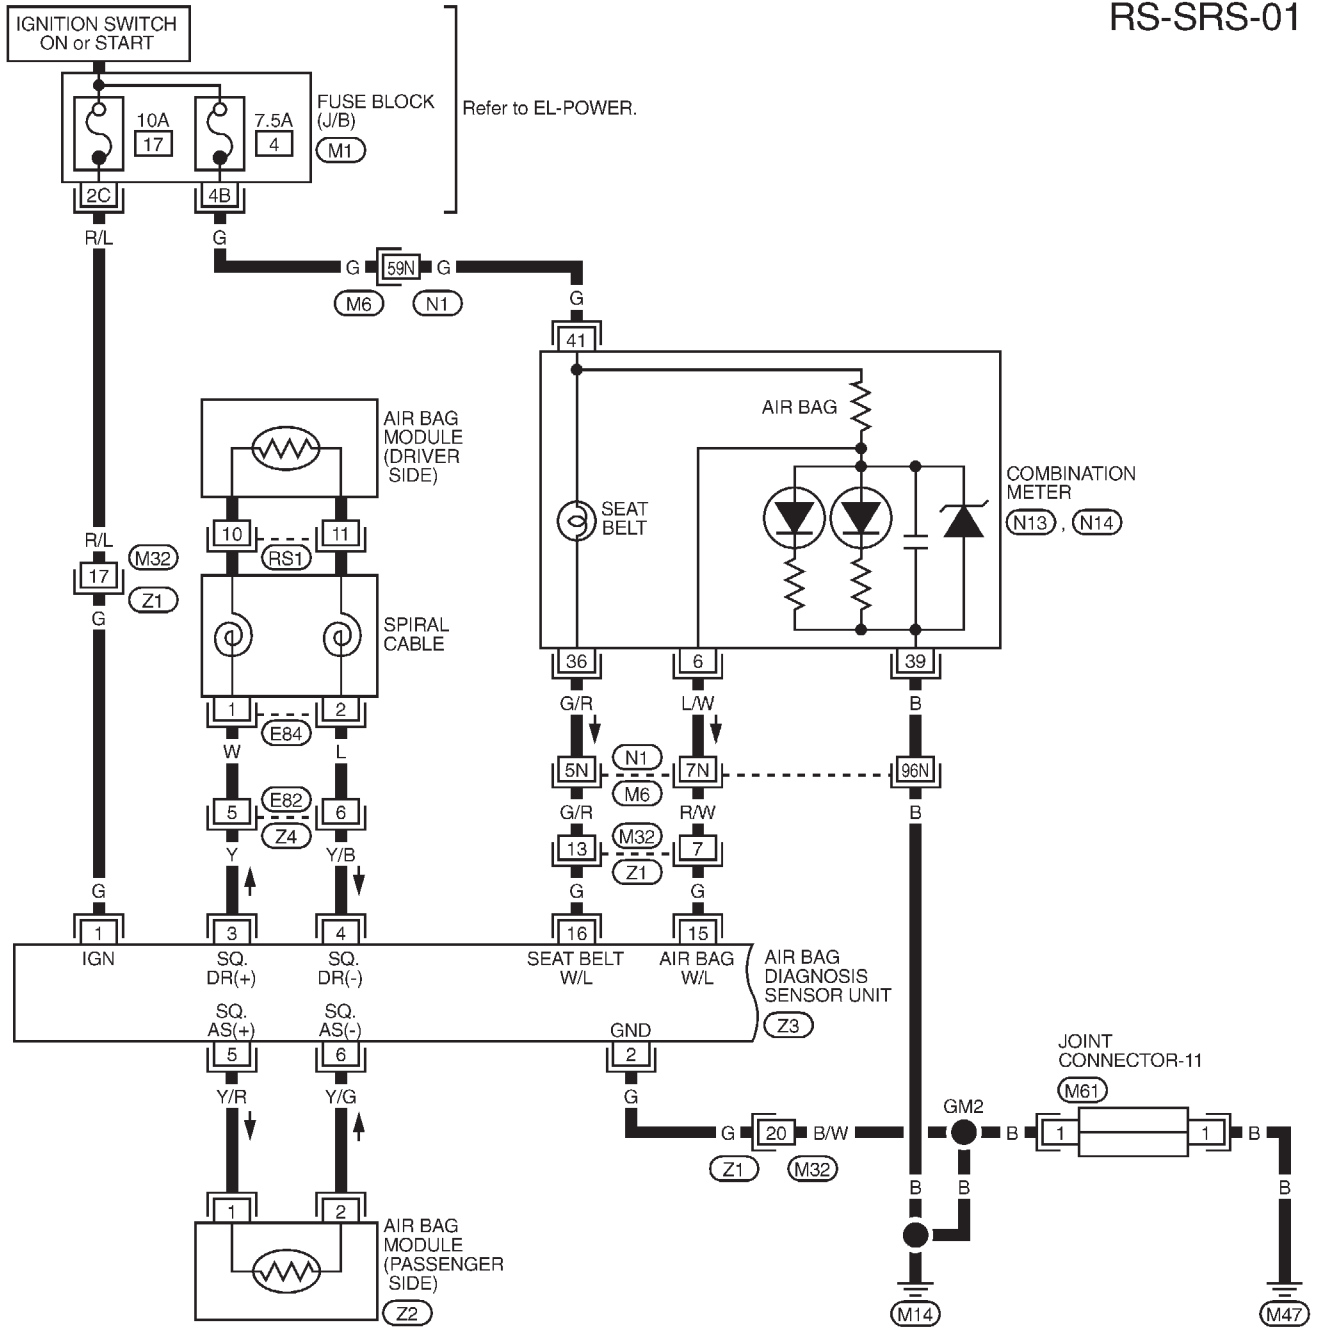 RS-SRS-01
IGNITION SWITCH
ON or START
FUSE BLOCK
(J/B)
M1
10A
17
7.5A
4
Refer to EL-POWER.
2C
4B
R/L
G
G
59N
G
M6
N1
G
41
AIR BAG
MODULE
(DRIVER
SIDE)
AIR BAG
SEAT
BELT
COMBINATION
METER
N13 , N14
10
11
RS1
R/L
M32
17
Z1
G
SPIRAL
CABLE
36
6
39
1
2
E84
G/R
L/W
B
W
L
5N
N1
7N
96N
M6
5
E82
6
Z4
G/R
R/W
B
13
M32
7
Z1
Y
Y/B
G
G
G
1
3
4
16
15
IGN
SQ.
DR(+)
SQ.
DR(-)
SEAT BELT
W/L
AIR BAG
W/L
AIR BAG
DIAGNOSIS
SENSOR UNIT
Z3
SQ.
AS(+)
SQ.
AS(-)
GND
5
6
2
Y/R
Y/G
G
JOINT
CONNECTOR-11
M61
GM2
G
20
B/W
B
1
1
B
Z1
M32
B
B
B
1
2
AIR BAG
MODULE
(PASSENGER
SIDE)
Z2
M14
M47